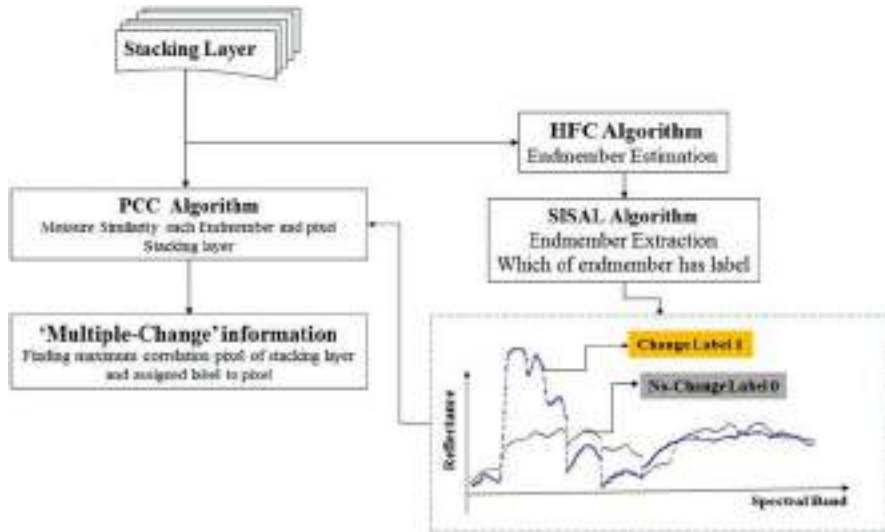 Stacking Layer
HFC Algorithm
Endmember Estimation
PCC Algorithm
Measure Similarity each Endmember and pixel
Stacking layer
SISAL Algorithm
Endmember Extraction
Which of endmember has label
'Multiple-Change' information
Finding maximum correlation pixel of stacking layer
and assigned label to pixel
Change Label 1
No-Change Label 0
Reflectance
Spectral Band